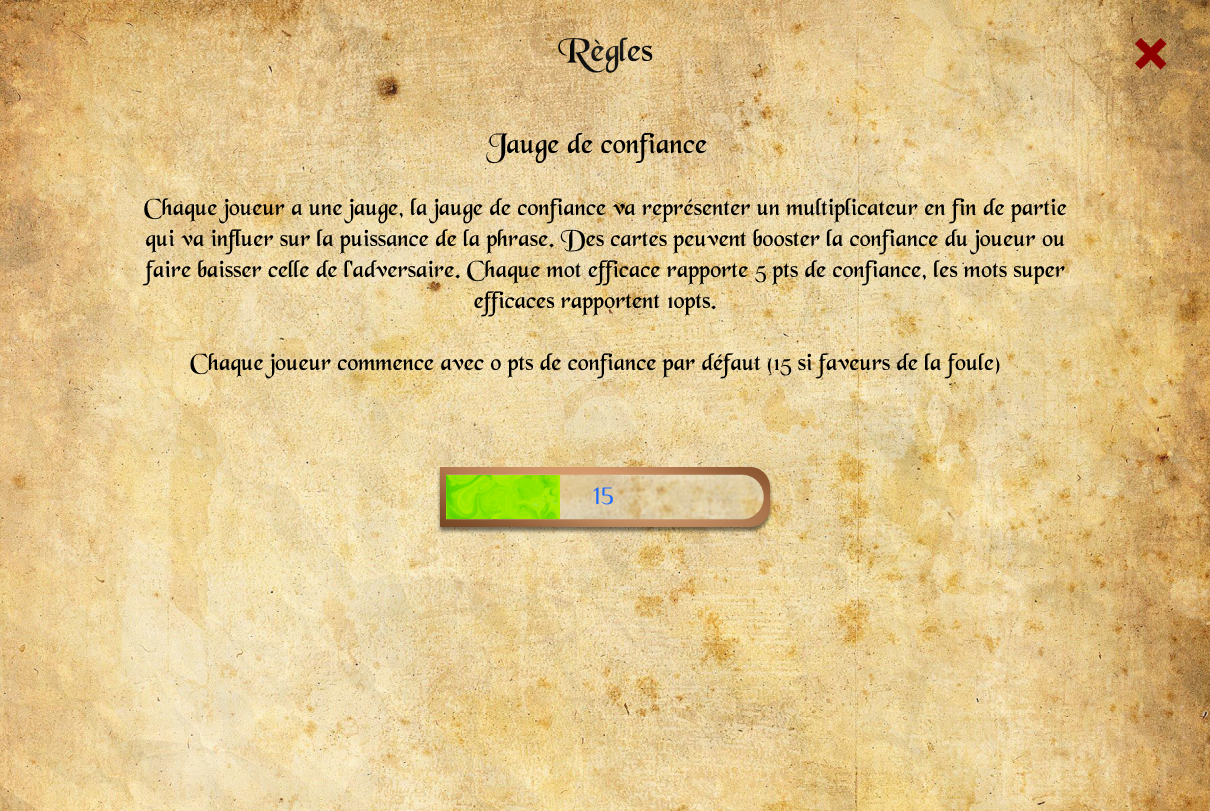 Règles
Jauge de confiance
Chaque joueur a une jauge, la jauge de confiance va représenter un multiplicateur en fin de partie
qui va influer sur la puissance de la phrase. Des cartes peuvent booster la confiance du joueur ou
faire baisser celle de l'adversaire. Chaque mot efficace rapporte 5 pts de confiance, les mots super
efficaces rapportent 10pts.
Chaque joueur commence avec 0 pts de confiance par défaut (15 si faveurs de la foule)
15